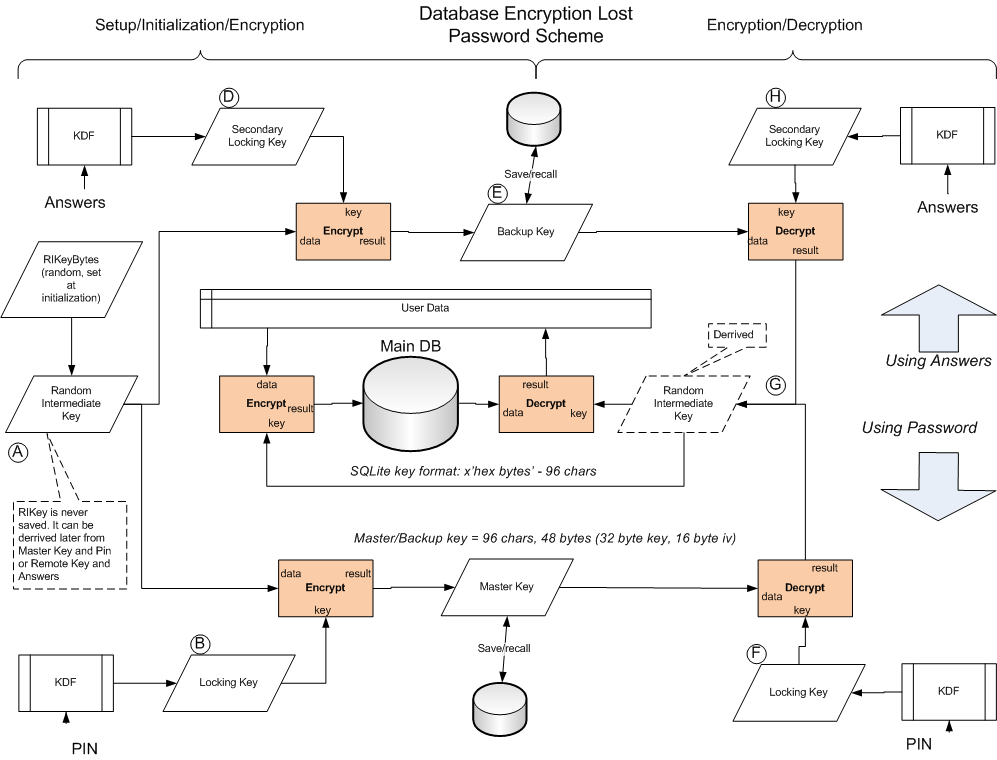 Database Encryption Lost
Password Scheme
Setup/Initialization/Encryption
Encryption/Decryption
D
H
KDF
Secondary
Locking Key
Secondary
Locking Key
KDF
Save/recall
Answers
E
Answers
key
Encrypt
data
result
Backup Key
key
Decrypt
data
result
RIKeyBytes
(random, set
at
initialization)
User Data
Derrived
Main DB
Using Answers
Random
Intermediate
Key
data
Encrypt
result
key
result
Decrypt
data
key
Random
Intermediate
Key
G
A
Using Password
SQLite key format: x'hex bytes' - 96 chars
RIKey is never
saved. It can be
derrived later from
Master Key and Pin
or Remote Key and
Answers
Master/Backup key = 96 chars, 48 bytes (32 byte key, 16 byte iv)
data
result
Encrypt
key
Master Key
result
Decrypt
data
key
B
Save/recall
F
KDF
Locking Key
Locking Key
KDF
PIN
PIN